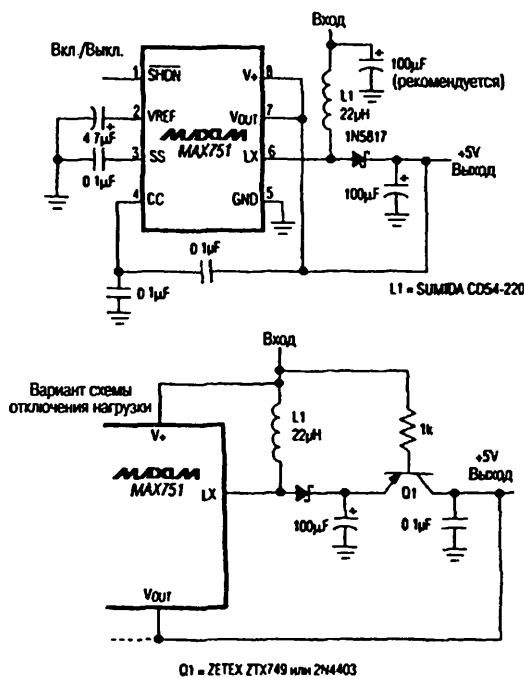 Вход
Вкл./Выкл.
100µF
(рекомендуется)
1 SHDN V+ 8
L1
22µH
2 VREF VOUT 7
4 7µF
MAXIM
MAX751
1N5817
3 SS LX 6
0 1µF
+5V
Выход
4 CC GND 5
100µF
0 1µF
0 1µF
L1 = SUMIDA CD54-220
Вход
Вариант схемы
отключения нагрузки
V+
L1
22µH
1k
MAXIM
MAX751
LX
+5V
Выход
Q1
100µF
0 1µF
VOUT
Q1 = ZETEX ZTX749 или 2N4403